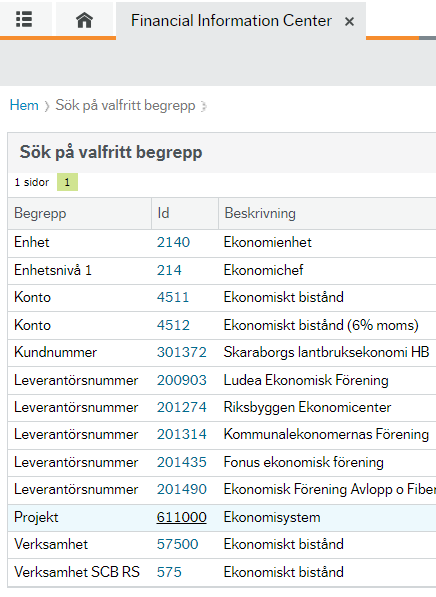 Financial Information Center ×
Hem > Sök på valfritt begrepp >
Sök på valfritt begrepp
1 sidor 1
Begrepp Id Beskrivning
Enhet 2140 Ekonomienhet
Enhetsnivå 1 214 Ekonomichef
Konto 4511 Ekonomiskt bistånd
Konto 4512 Ekonomiskt bistånd (6% moms)
Kundnummer 301372 Skaraborgs lantbruksekonomi HB
Leverantörsnummer 200903 Ludea Ekonomisk Förening
Leverantörsnummer 201274 Riksbyggen Ekonomicenter
Leverantörsnummer 201314 Kommunalekonomernas Förening
Leverantörsnummer 201435 Fonus ekonomisk förening
Leverantörsnummer 201490 Ekonomisk Förening Avlopp o Fiber
Projekt 611000 Ekonomisystem
Verksamhet 57500 Ekonomiskt bistånd
Verksamhet SCB RS 575 Ekonomiskt bistånd